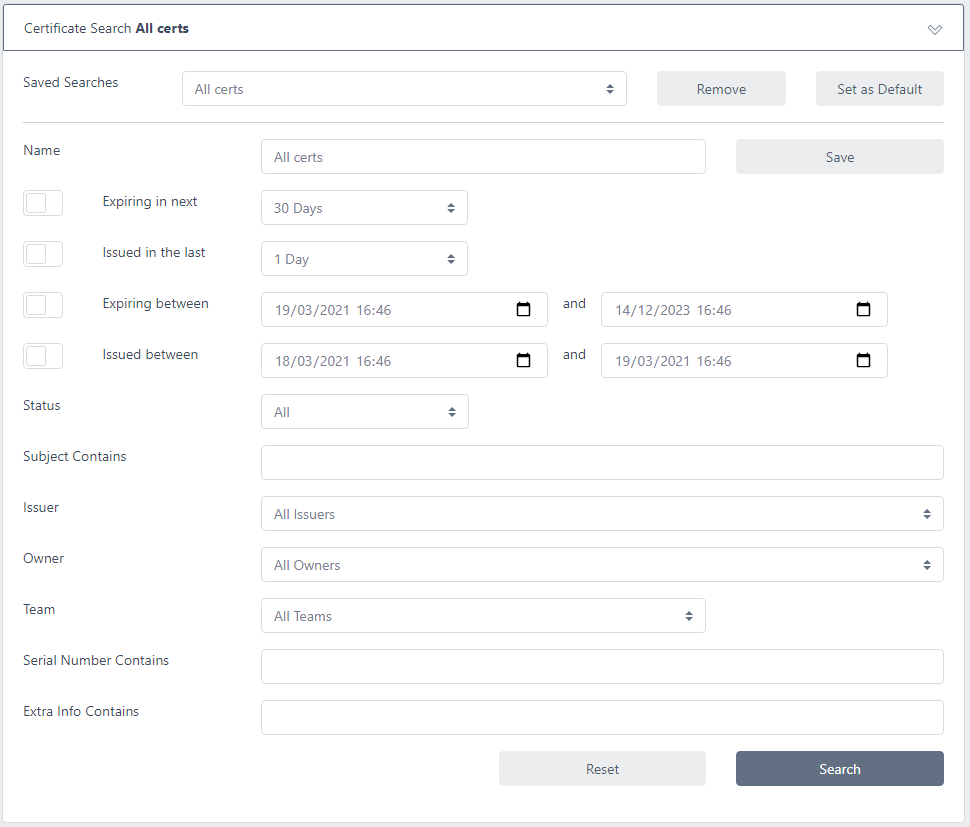 Certificate Search All certs
Saved Searches All certs Remove Set as Default
Name All certs Save
Expiring in next 30 Days
Issued in the last 1 Day
Expiring between 19/03/2021 16:46 and 14/12/2023 16:46
Issued between 18/03/2021 16:46 and 19/03/2021 16:46
Status All
Subject Contains
Issuer All Issuers
Owner All Owners
Team All Teams
Serial Number Contains
Extra Info Contains
Reset Search